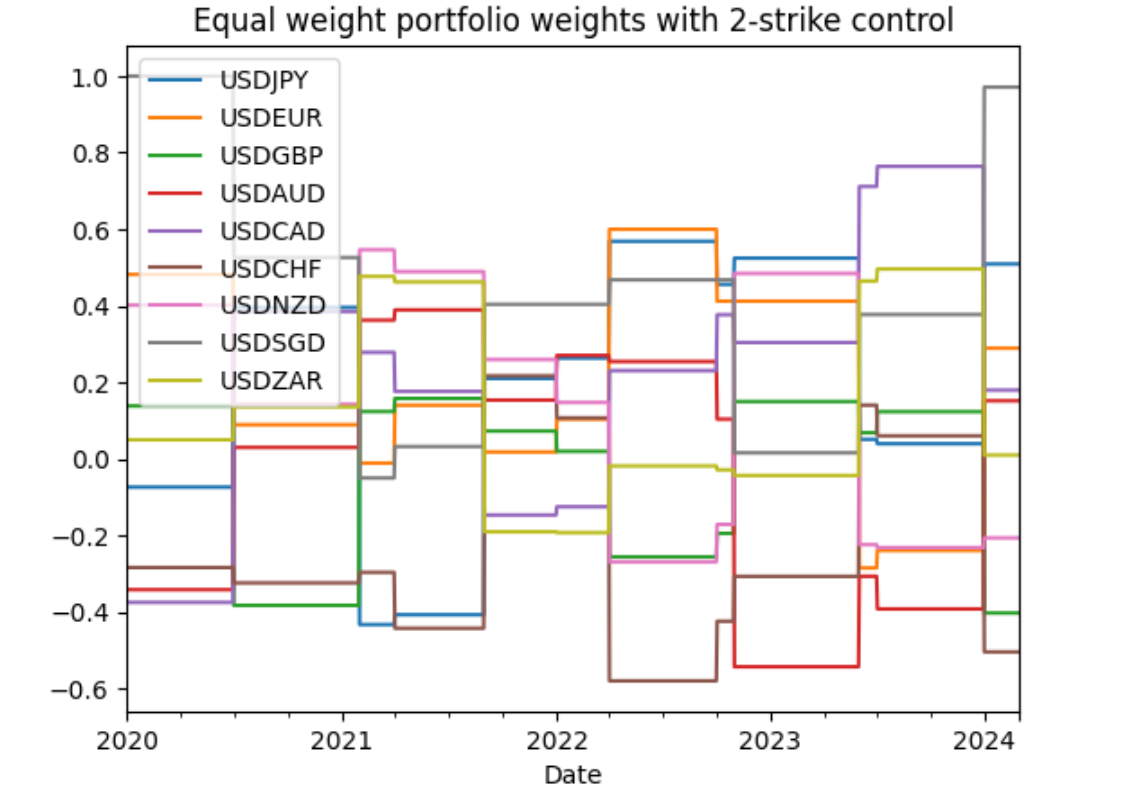 Equal weight portfolio weights with 2-strike control
1.0
0.8
0.6
0.4
0.2
0.0
−0.2
−0.4
−0.6
USDJPY
USDEUR
USDGBP
USDAUD
USDCAD
USDCHF
USDNZD
USDSGD
USDZAR
2020 2021 2022 2023 2024
Date